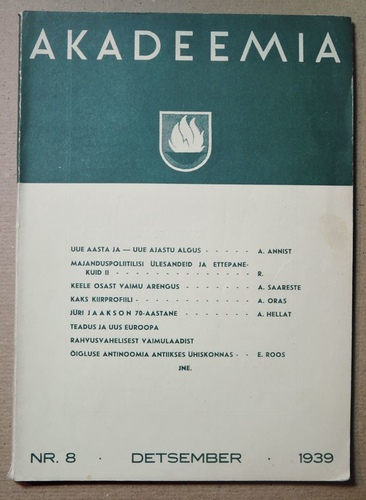 AKADEEMIA
UUE AASTA JA — UUE AJASTU ALGUS - - - - - A. ANNIST
MAJANDUSPOLIITILISI ÜLESANDEID JA ETTEPANE-
KUID II - - - - - - - - - - - - - R.
KEELE OSAST VAIMU ARENGUS - - - - - - A. SAARESTE
KAKS KIIRPROFIILI - - - - - - - - - A. ORAS
JÜRI JAAKSON 70-AASTANE - - - - - - A. HELLAT
TEADUS JA UUS EUROOPA
RAHVUSVAHELISEST VAIMULAADIST
ÕIGLUSE ANTINOOMIA ANTIIKSES ÜHISKONNAS - - E. ROOS
JNE.
NR. 8 · DETSEMBER · 1939